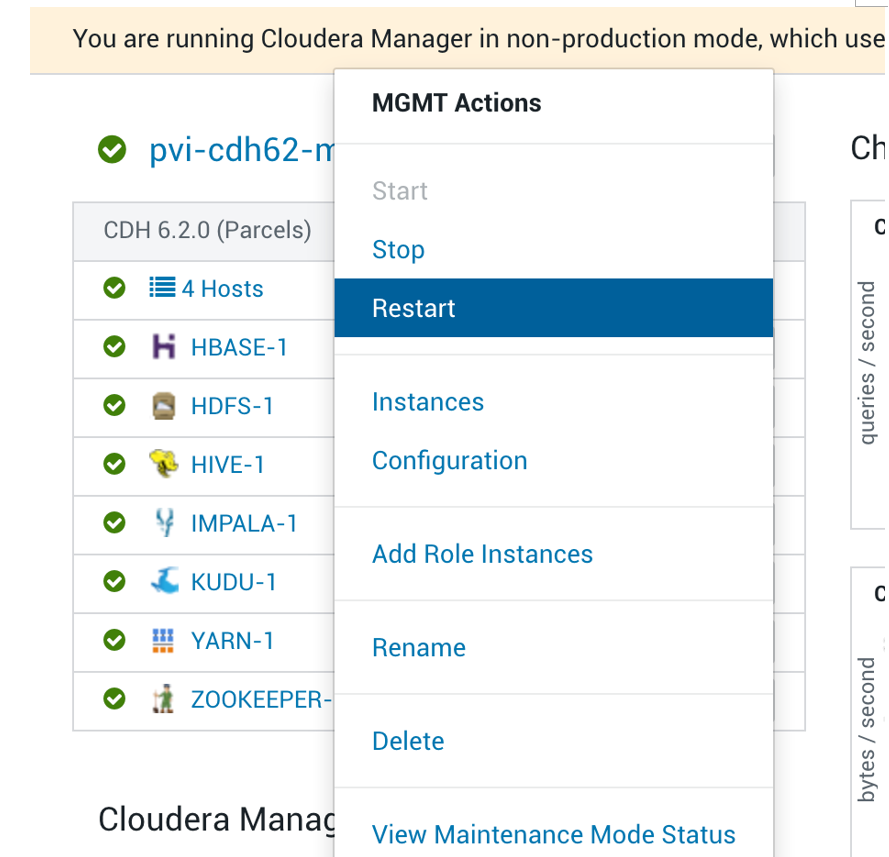 You are running Cloudera Manager in non-production mode, which use
MGMT Actions
pvi-cdh62-m
Start
CDH 6.2.0 (Parcels)
Stop
4 Hosts
Restart
HBASE-1
HDFS-1
Instances
HIVE-1
Configuration
IMPALA-1
Add Role Instances
KUDU-1
YARN-1
Rename
ZOOKEEPER-
Delete
Cloudera Manag
View Maintenance Mode Status
Ch
queries / second
bytes / second